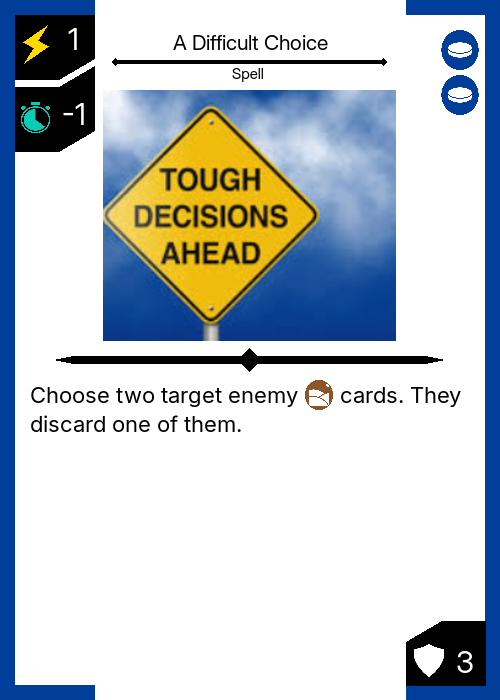 1
A Difficult Choice
Spell
-1
TOUGH
DECISIONS
AHEAD
Choose two target enemy cards. They
discard one of them.
3